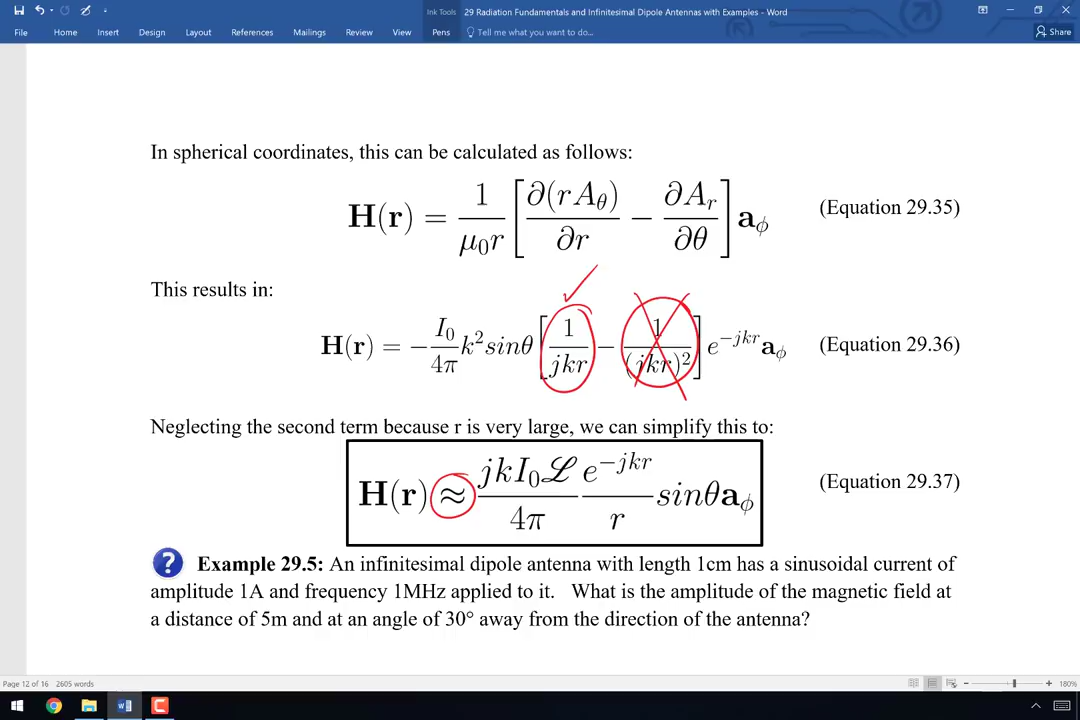 Ink Tools
29 Radiation Fundamentals and Infinitesimal Dipole Antennas with Examples - Word
File Home Insert Design Layout References Mailings Review View Pens Tell me what you want to do... Share
In spherical coordinates, this can be calculated as follows:
H(r) = 1/(μ₀r) [∂(rA_θ)/∂r − ∂A_r/∂θ] a_ϕ (Equation 29.35)
This results in:
H(r) = − I₀/4π k² sinθ [1/(jkr) − 1/(jkr)²] e^{−jkr} a_ϕ (Equation 29.36)
Neglecting the second term because r is very large, we can simplify this to:
H(r) ≈ (jkI₀ℒ/4π) (e^{−jkr}/r) sinθ a_ϕ (Equation 29.37)
? Example 29.5: An infinitesimal dipole antenna with length 1cm has a sinusoidal current of
amplitude 1A and frequency 1MHz applied to it. What is the amplitude of the magnetic field at
a distance of 5m and at an angle of 30° away from the direction of the antenna?
Page 12 of 16 2605 words 180%